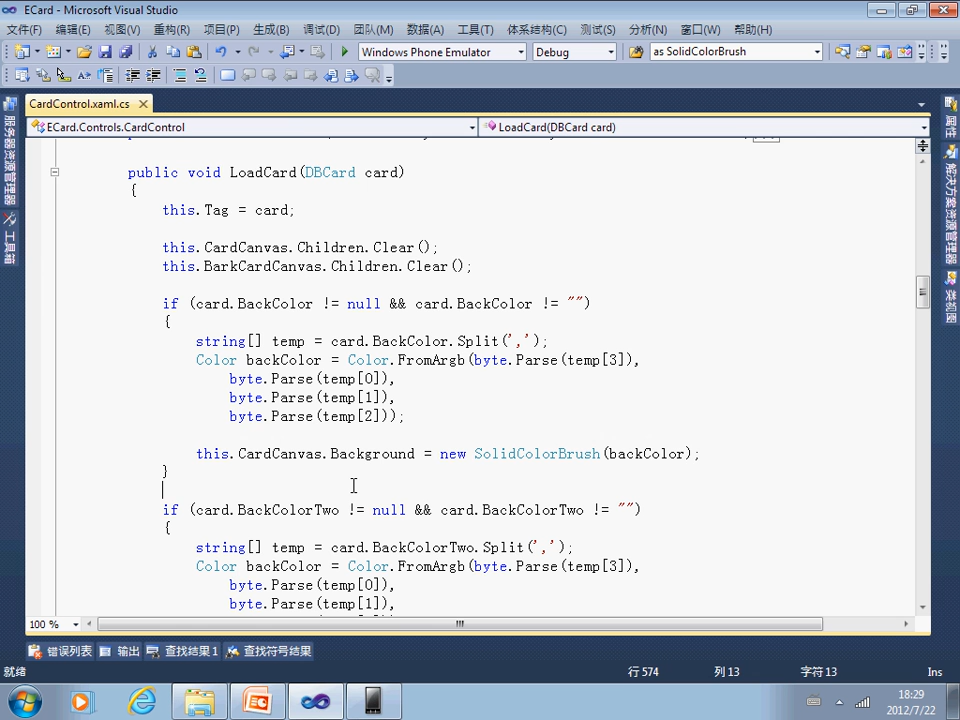 ECard - Microsoft Visual Studio
文件(F) 编辑(E) 视图(V) 重构(R) 项目(P) 生成(B) 调试(D) 团队(M) 数据(A) 工具(T) 体系结构(C) 测试(S) 分析(N) 窗口(W) 帮助(H)
Windows Phone Emulator Debug as SolidColorBrush
CardControl.xaml.cs
ECard.Controls.CardControl LoadCard(DBCard card)
服务器资源管理器
工具箱
属性
解决方案资源管理器
类视图
public void LoadCard(DBCard card)
{
this.Tag = card;
this.CardCanvas.Children.Clear();
this.BarkCardCanvas.Children.Clear();
if (card.BackColor != null && card.BackColor != "")
{
string[] temp = card.BackColor.Split(',');
Color backColor = Color.FromArgb(byte.Parse(temp[3]),
byte.Parse(temp[0]),
byte.Parse(temp[1]),
byte.Parse(temp[2]));
this.CardCanvas.Background = new SolidColorBrush(backColor);
}
if (card.BackColorTwo != null && card.BackColorTwo != "")
{
string[] temp = card.BackColorTwo.Split(',');
Color backColor = Color.FromArgb(byte.Parse(temp[3]),
byte.Parse(temp[0]),
byte.Parse(temp[1]),
100 %
错误列表 输出 查找结果 1 查找符号结果
就绪 行 574 列 13 字符 13 Ins
18:29
2012/7/22